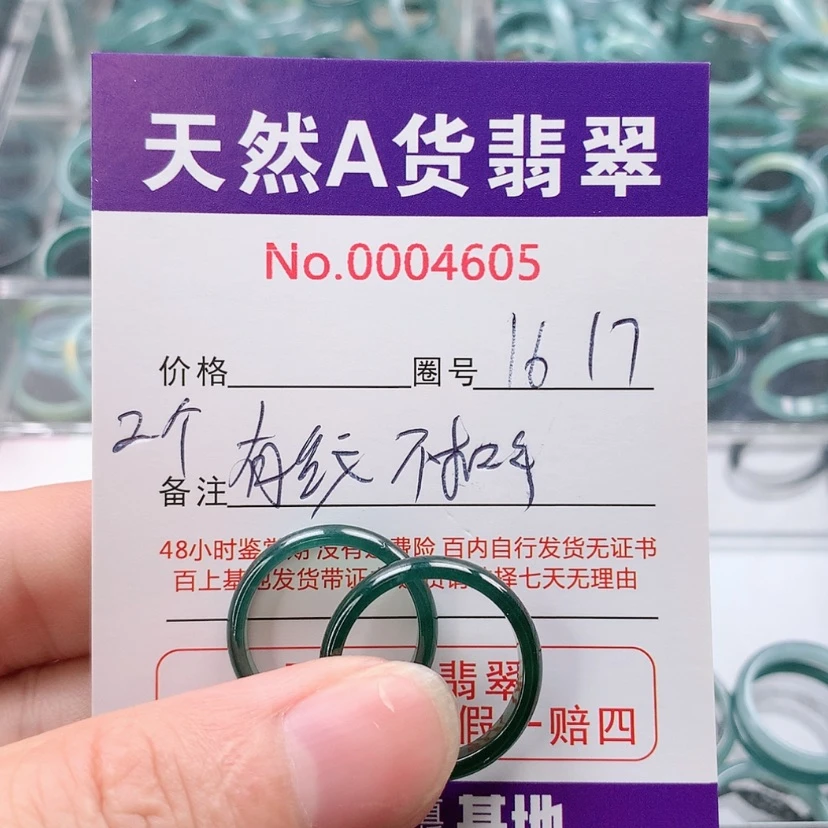 天然A货翡翠
No.0004605
价格 圈号 16 17
2个
备注 有纹 不扣手
48小时鉴 期 没有 费险 百内自行发货无证书
百上基地发货带证 择七天无理由
翡翠
假一赔四
基地